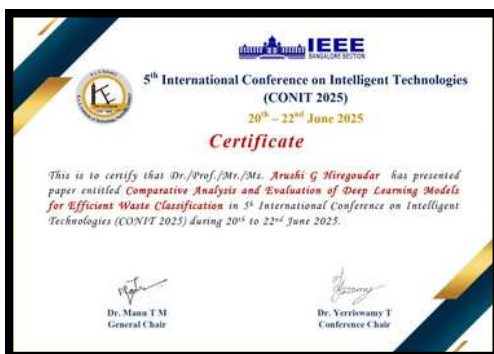 IEEE
BANGALORE SECTION
5th International Conference on Intelligent Technologies
(CONIT 2025)
20th – 22nd June 2025
Certificate
This is to certify that Dr./Prof./Mr./Ms. Arushi G Hiregoudar has presented
paper entitled Comparative Analysis and Evaluation of Deep Learning Models
for Efficient Waste Classification in 5th International Conference on Intelligent
Technologies (CONIT 2025) during 20th to 22nd June 2025.
Dr. Manu T M
General Chair
Dr. Yerriswamy T
Conference Chair